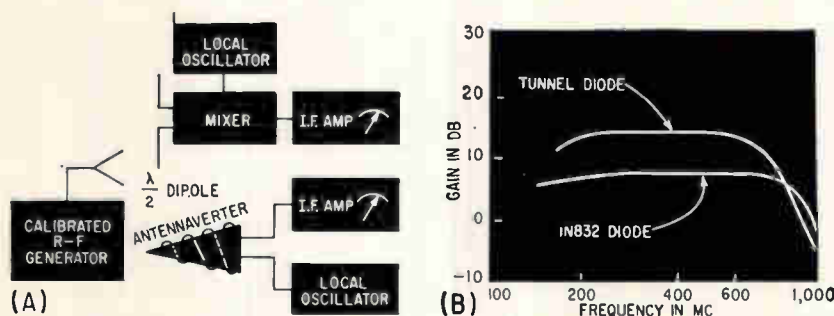 LOCAL
OSCILLATOR
MIXER
I.F. AMP
λ/2 DIPOLE
CALIBRATED
R-F
GENERATOR
ANTENNAVERTER
I.F. AMP
LOCAL
OSCILLATOR
(A)
30
20
10
0
-10
GAIN IN DB
TUNNEL DIODE
IN832 DIODE
100
200
400
600
1,000
FREQUENCY IN MC
(B)